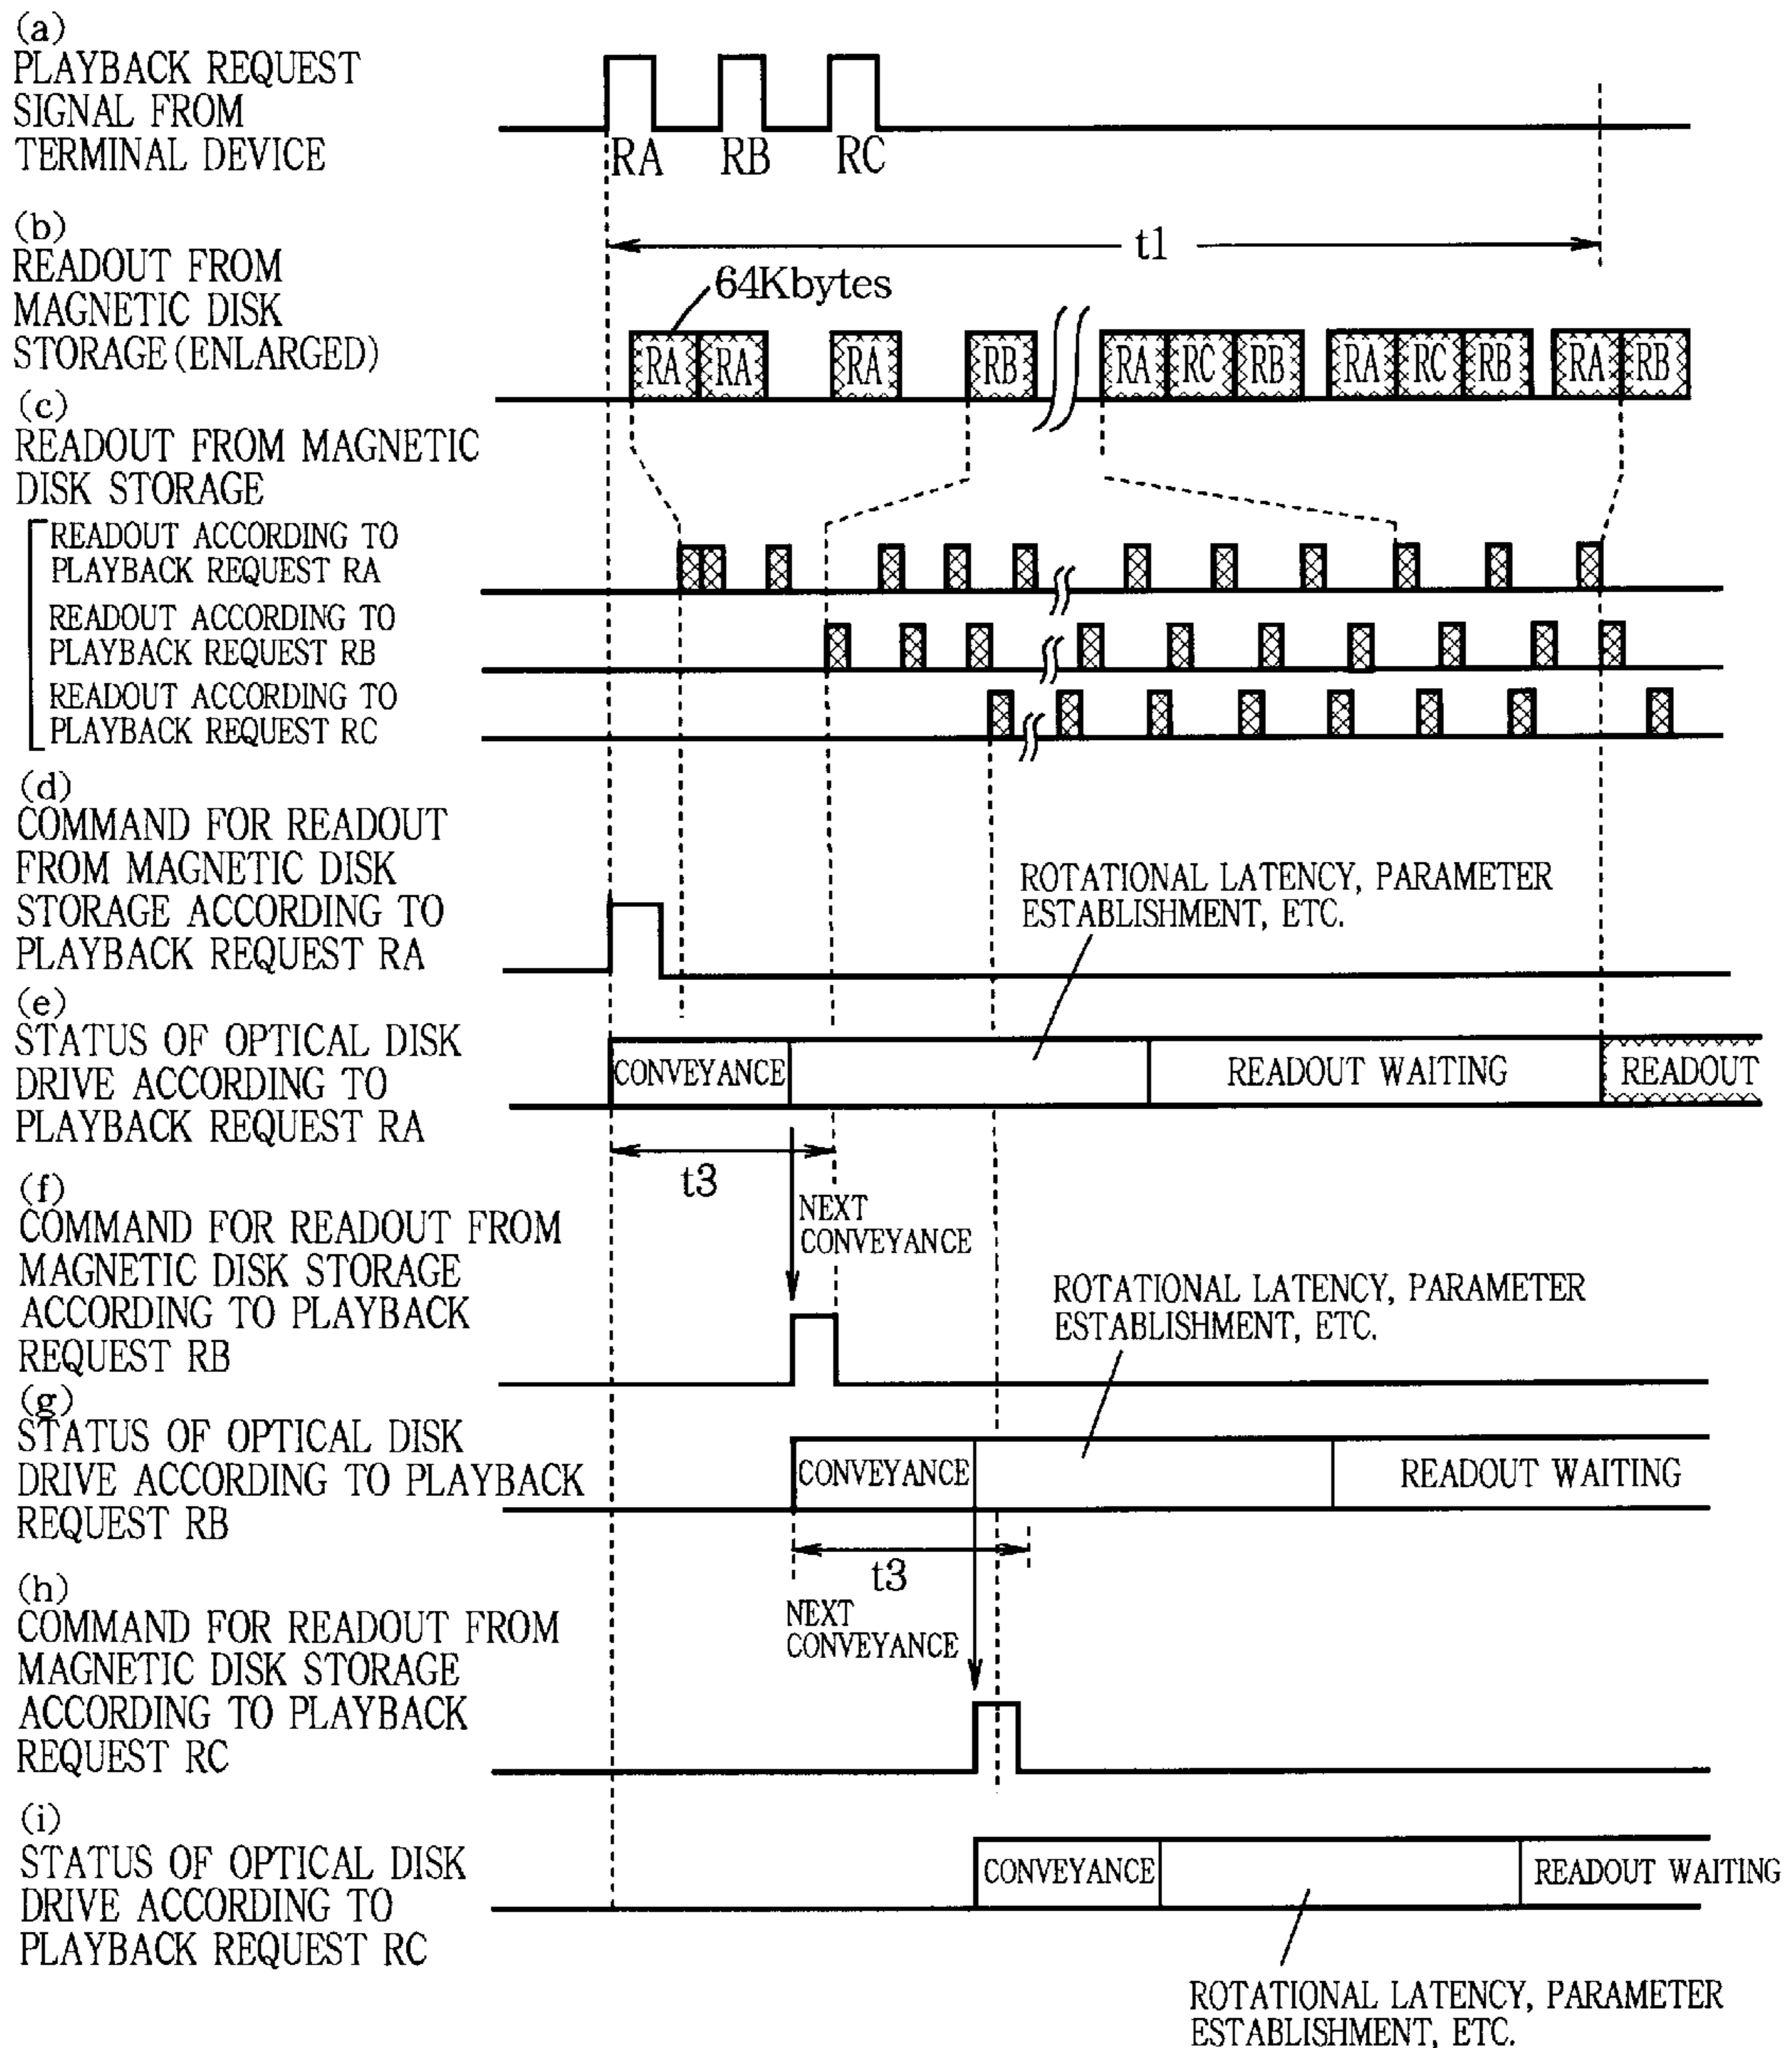 (a)
PLAYBACK REQUEST
SIGNAL FROM
TERMINAL DEVICE
RA RB RC
(b)
READOUT FROM
MAGNETIC DISK
STORAGE(ENLARGED)
t1
64Kbytes
RA RA RA RB RA RC RB RA RC RB RA RB
(c)
READOUT FROM MAGNETIC
DISK STORAGE
READOUT ACCORDING TO
PLAYBACK REQUEST RA
READOUT ACCORDING TO
PLAYBACK REQUEST RB
READOUT ACCORDING TO
PLAYBACK REQUEST RC
(d)
COMMAND FOR READOUT
FROM MAGNETIC DISK
STORAGE ACCORDING TO
PLAYBACK REQUEST RA
ROTATIONAL LATENCY, PARAMETER
ESTABLISHMENT, ETC.
(e)
STATUS OF OPTICAL DISK
DRIVE ACCORDING TO
PLAYBACK REQUEST RA
CONVEYANCE READOUT WAITING READOUT
t3
NEXT
CONVEYANCE
(f)
COMMAND FOR READOUT FROM
MAGNETIC DISK STORAGE
ACCORDING TO PLAYBACK
REQUEST RB
ROTATIONAL LATENCY, PARAMETER
ESTABLISHMENT, ETC.
(g)
STATUS OF OPTICAL DISK
DRIVE ACCORDING TO PLAYBACK
REQUEST RB
CONVEYANCE READOUT WAITING
t3
NEXT
CONVEYANCE
(h)
COMMAND FOR READOUT FROM
MAGNETIC DISK STORAGE
ACCORDING TO PLAYBACK
REQUEST RC
(i)
STATUS OF OPTICAL DISK
DRIVE ACCORDING TO
PLAYBACK REQUEST RC
CONVEYANCE READOUT WAITING
ROTATIONAL LATENCY, PARAMETER
ESTABLISHMENT, ETC.